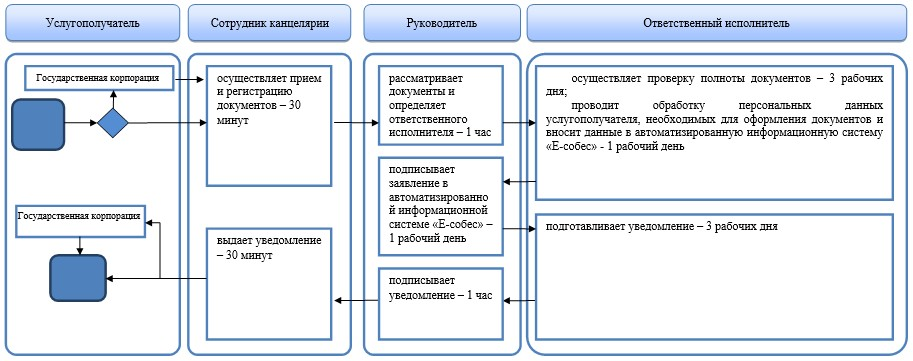 Услугополучатель
Сотрудник канцелярии
Руководитель
Ответственный исполнитель
Государственная корпорация
осуществляет прием
и регистрацию
документов – 30
минут
рассматривает
документы и
определяет
ответственного
исполнителя – 1 час
осуществляет проверку полноты документов – 3 рабочих
дня;
проводит обработку персональных данных
услугополучателя, необходимых для оформления документов и
вносит данные в автоматизированную информационную систему
«Е-собес» - 1 рабочий день
подписывает
заявление в
автоматизированно
й информационной
системе «Е-собес» –
1 рабочий день
Государственная корпорация
выдает уведомление
– 30 минут
подготавливает уведомление – 3 рабочих дня
подписывает
уведомление – 1 час